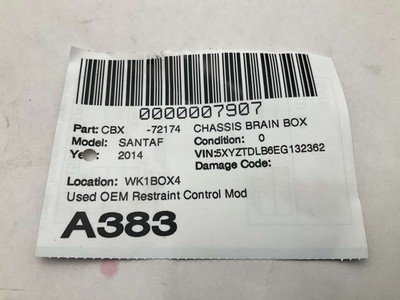 0000007907
Part: CBX -72174 CHASSIS BRAIN BOX
Model: SANTAF Condition: 0
Year: 2014 VIN:5XYZTDLB6EG132362
Damage Code:
Location: WK1BOX4
Used OEM Restraint Control Mod
A383